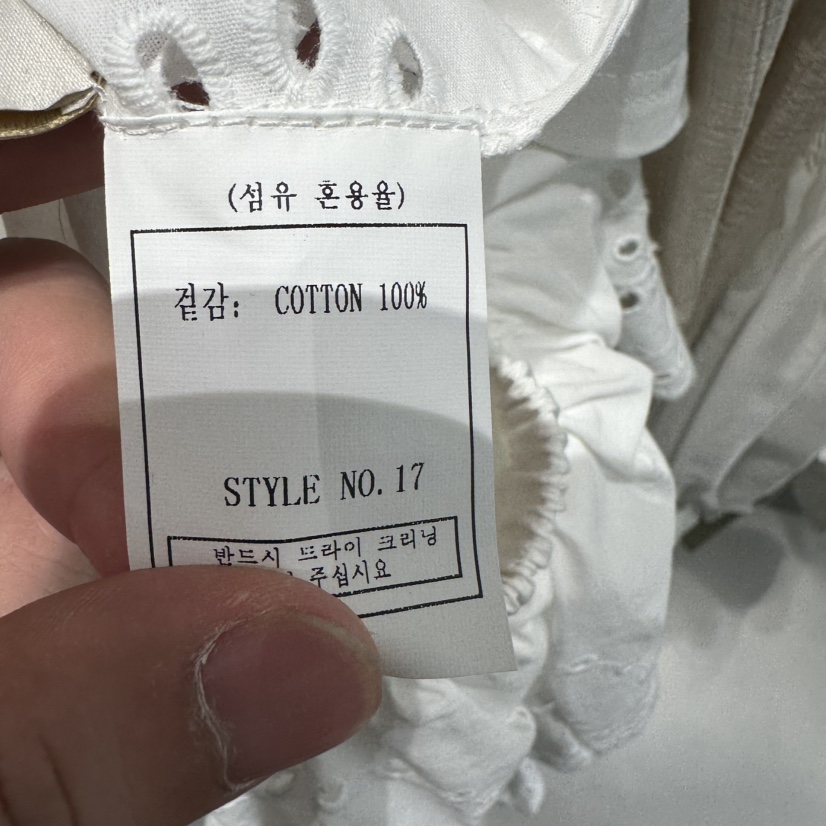 (섬유 혼용율)
겉감: COTTON 100%
STYLE NO. 17
반드시 드라이 크리닝
주십시요